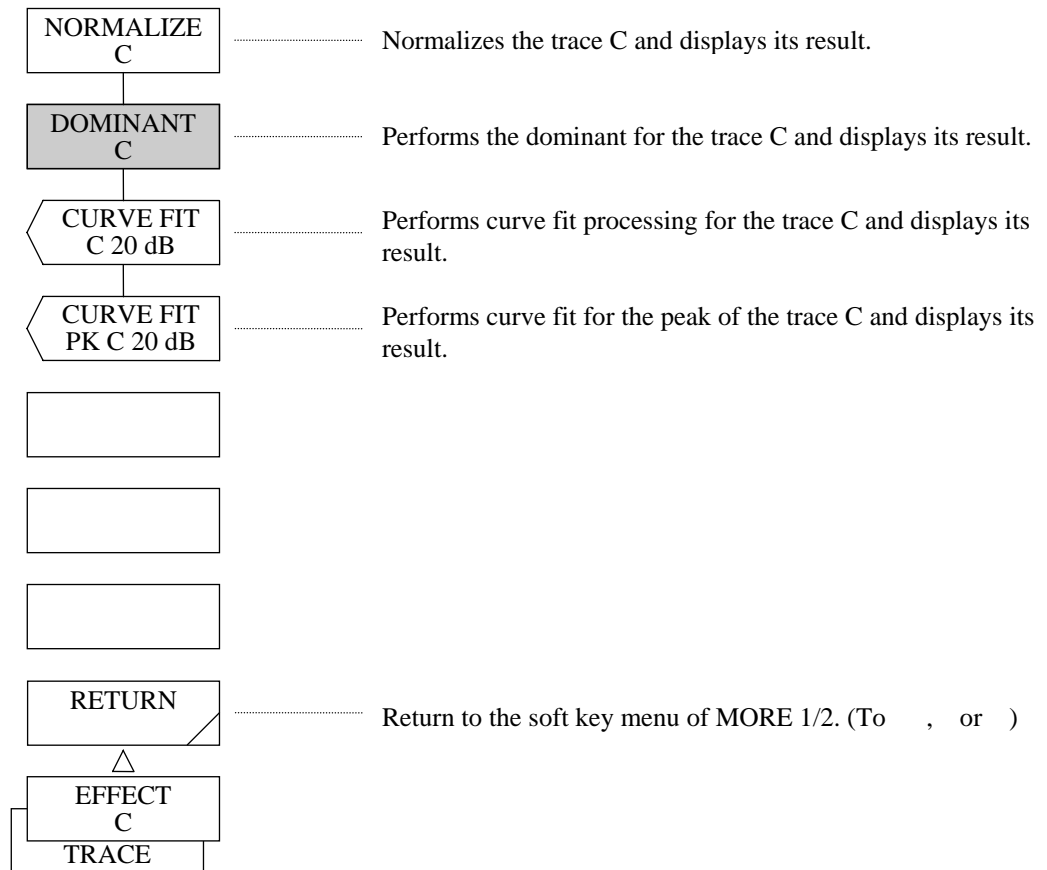 NORMALIZE
C
Normalizes the trace C and displays its result.
DOMINANT
C
Performs the dominant for the trace C and displays its result.
CURVE FIT
C 20 dB
Performs curve fit processing for the trace C and displays its
result.
CURVE FIT
PK C 20 dB
Performs curve fit for the peak of the trace C and displays its
result.
RETURN
Return to the soft key menu of MORE 1/2. (To , or )
EFFECT
C
TRACE